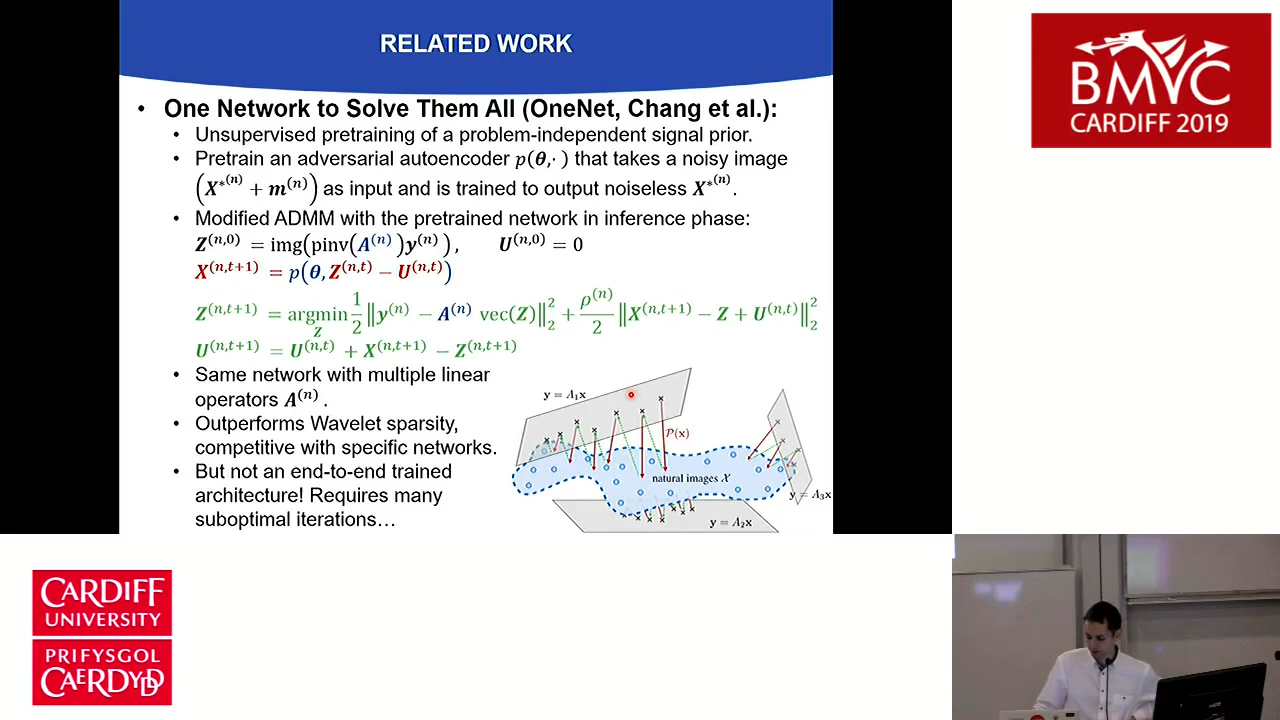 RELATED WORK
• One Network to Solve Them All (OneNet, Chang et al.):
• Unsupervised pretraining of a problem-independent signal prior.
• Pretrain an adversarial autoencoder p(θ,·) that takes a noisy image
(X*⁽ⁿ⁾ + m⁽ⁿ⁾) as input and is trained to output noiseless X*⁽ⁿ⁾.
• Modified ADMM with the pretrained network in inference phase:
Z⁽ⁿ,⁰⁾ = img(pinv(A⁽ⁿ⁾)y⁽ⁿ⁾), U⁽ⁿ,⁰⁾ = 0
X⁽ⁿ,ᵗ⁺¹⁾ = p(θ, Z⁽ⁿ,ᵗ⁾ − U⁽ⁿ,ᵗ⁾)
Z⁽ⁿ,ᵗ⁺¹⁾ = argmin_Z 1/2 ‖y⁽ⁿ⁾ − A⁽ⁿ⁾ vec(Z)‖₂² + ρ⁽ⁿ⁾/2 ‖X⁽ⁿ,ᵗ⁺¹⁾ − Z + U⁽ⁿ,ᵗ⁾‖₂²
U⁽ⁿ,ᵗ⁺¹⁾ = U⁽ⁿ,ᵗ⁾ + X⁽ⁿ,ᵗ⁺¹⁾ − Z⁽ⁿ,ᵗ⁺¹⁾
• Same network with multiple linear
operators A⁽ⁿ⁾ .
• Outperforms Wavelet sparsity,
competitive with specific networks.
• But not an end-to-end trained
architecture! Requires many
suboptimal iterations…
y = A₁x
𝒫(x)
natural images 𝒳
y = A₃x
y = A₂x
BMVC
CARDIFF 2019
CARDIFF
UNIVERSITY
PRIFYSGOL
CAERDYDD